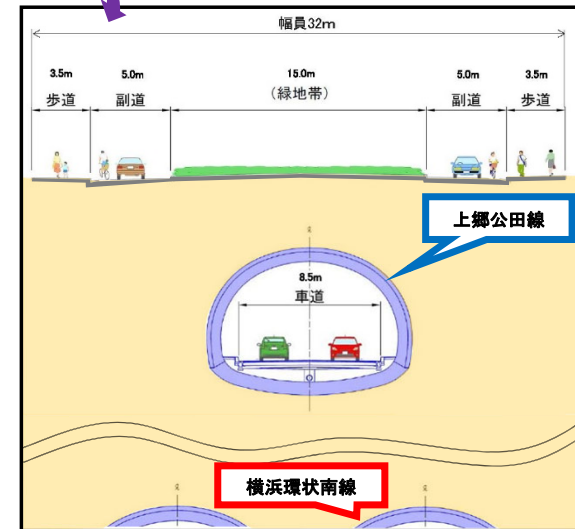 幅員32m
3.5m
歩道
5.0m
副道
15.0m
（緑地帯）
5.0m
副道
3.5m
歩道
上郷公田線
8.5m
車道
横浜環状南線